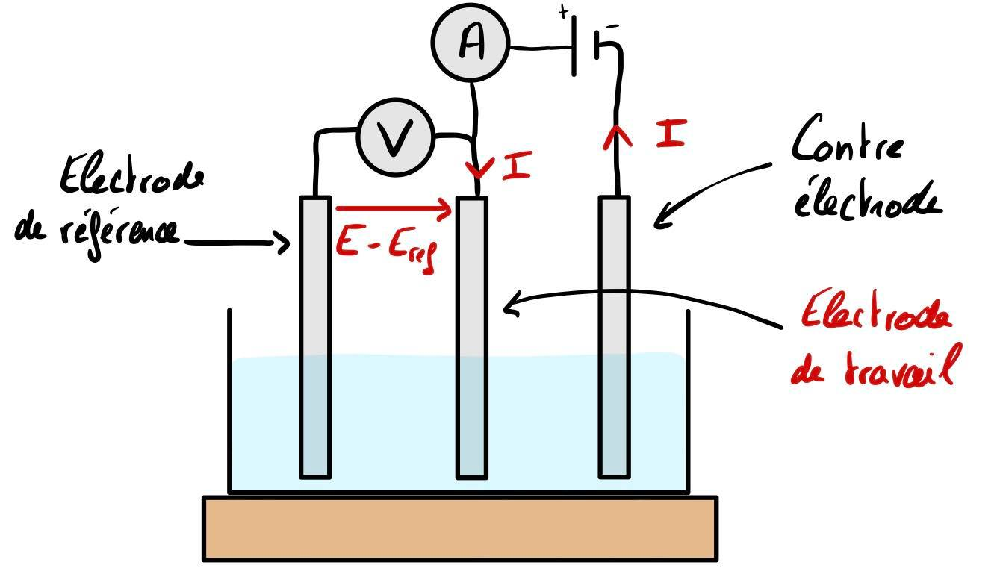 A
+ -
V
I
I
Electrode
de référence
E - Eref
Contre
électrode
Electrode
de travail